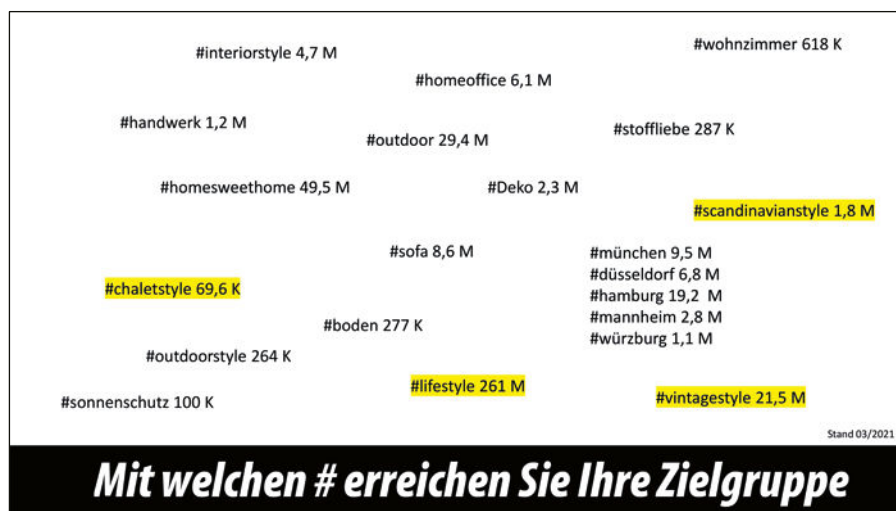 #interiorstyle 4,7 M
#wohnzimmer 618 K
#homeoffice 6,1 M
#handwerk 1,2 M
#outdoor 29,4 M
#stoffliebe 287 K
#homesweethome 49,5 M
#Deko 2,3 M
#scandinavianstyle 1,8 M
#sofa 8,6 M
#münchen 9,5 M
#düsseldorf 6,8 M
#hamburg 19,2 M
#mannheim 2,8 M
#würzburg 1,1 M
#chaletstyle 69,6 K
#boden 277 K
#outdoorstyle 264 K
#lifestyle 261 M
#vintagestyle 21,5 M
#sonnenschutz 100 K
Stand 03/2021
Mit welchen # erreichen Sie Ihre Zielgruppe